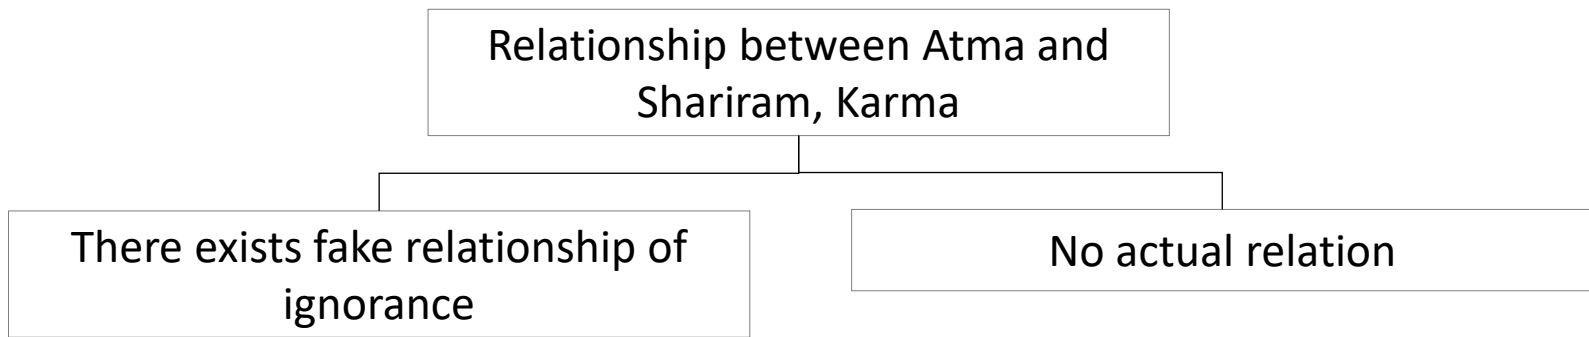 Relationship between Atma and
Shariram, Karma
There exists fake relationship of
ignorance
No actual relation